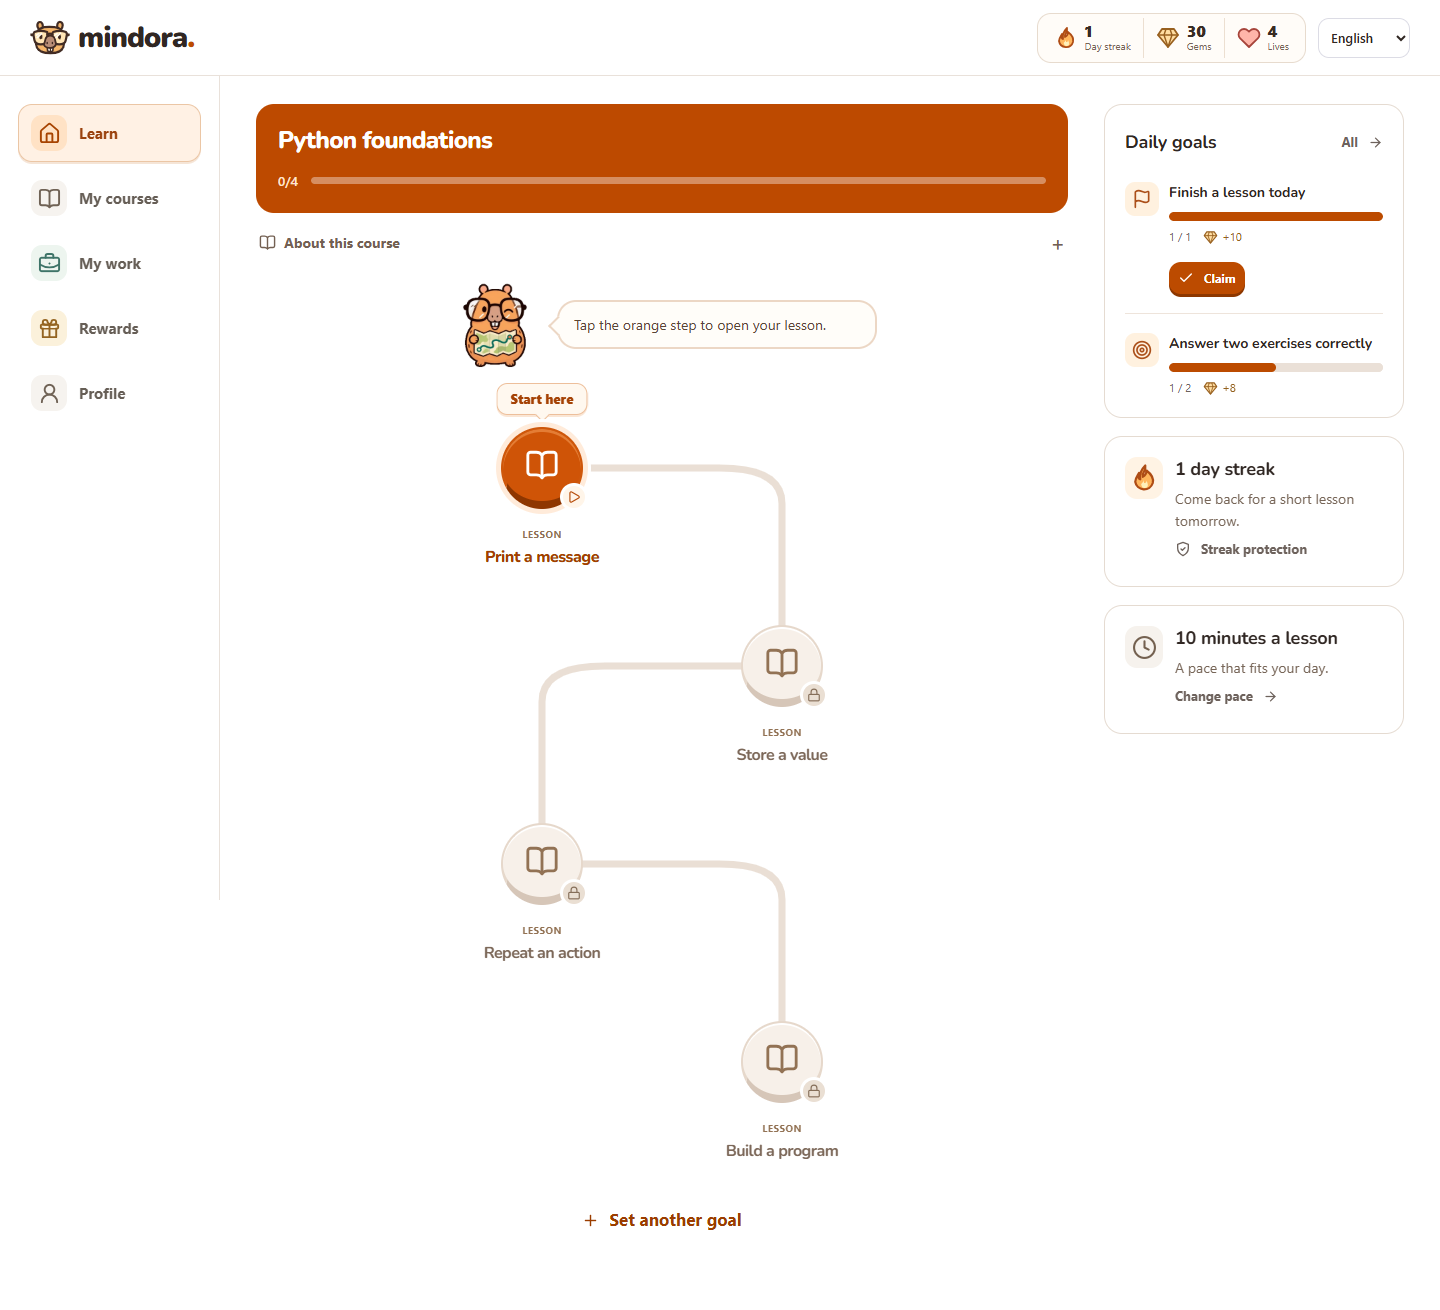 mindora.
1
Day streak
30
Gems
4
Lives
English
Learn
My courses
My work
Rewards
Profile
Python foundations
0/4
About this course
Tap the orange step to open your lesson.
Start here
LESSON
Print a message
LESSON
Store a value
LESSON
Repeat an action
LESSON
Build a program
+ Set another goal
Daily goals
All
Finish a lesson today
1 / 1 +10
Claim
Answer two exercises correctly
1 / 2 +8
1 day streak
Come back for a short lesson
tomorrow.
Streak protection
10 minutes a lesson
A pace that fits your day.
Change pace